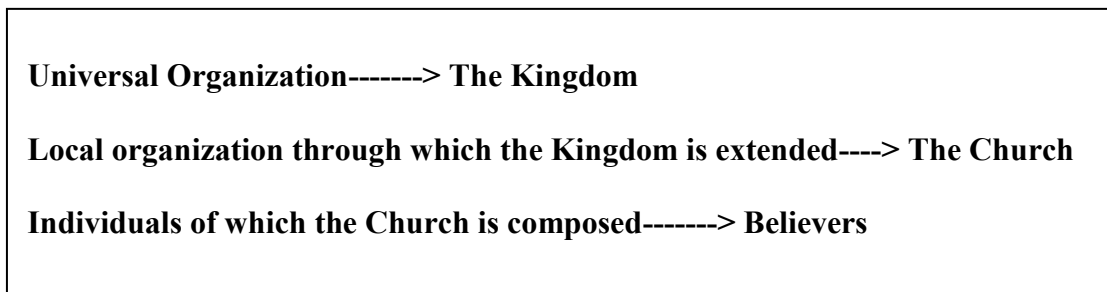 Universal Organization-------> The Kingdom
Local organization through which the Kingdom is extended----> The Church
Individuals of which the Church is composed-------> Believers